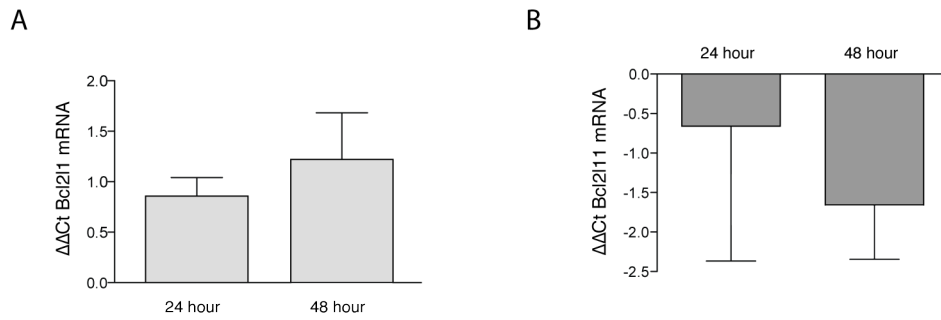 A
2.0
1.5
1.0
0.5
0.0
ΔΔCt Bcl2l1 mRNA
24 hour 48 hour
B
24 hour 48 hour
0.0
-0.5
-1.0
-1.5
-2.0
-2.5
ΔΔCt Bcl2l11 mRNA